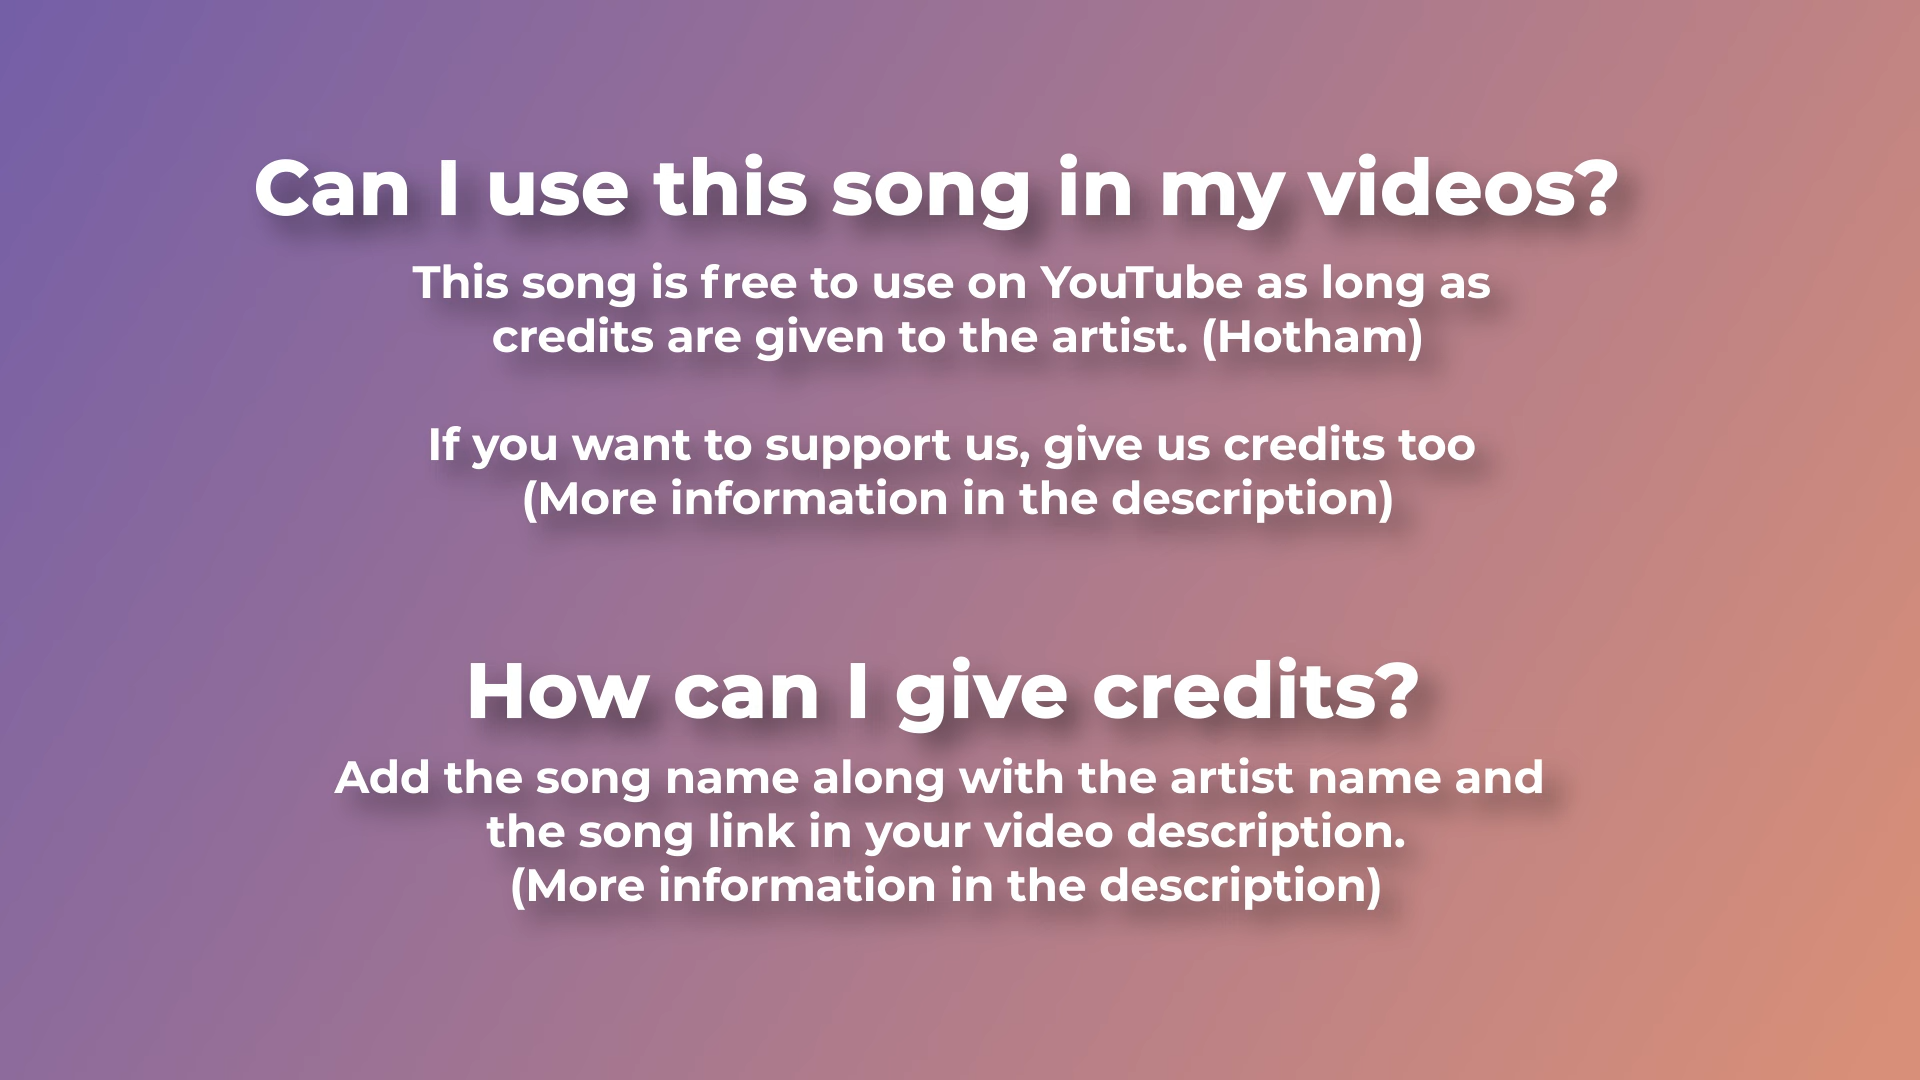 Can I use this song in my videos?
This song is free to use on YouTube as long as
credits are given to the artist. (Hotham)
If you want to support us, give us credits too
(More information in the description)
How can I give credits?
Add the song name along with the artist name and
the song link in your video description.
(More information in the description)